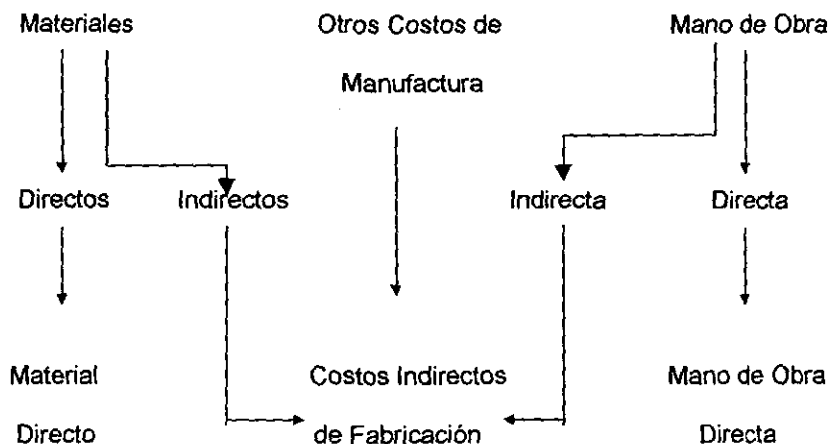 Materiales Otros Costos de Mano de Obra
Manufactura
Directos Indirectos Indirecta Directa
Material Costos Indirectos Mano de Obra
Directo de Fabricación Directa